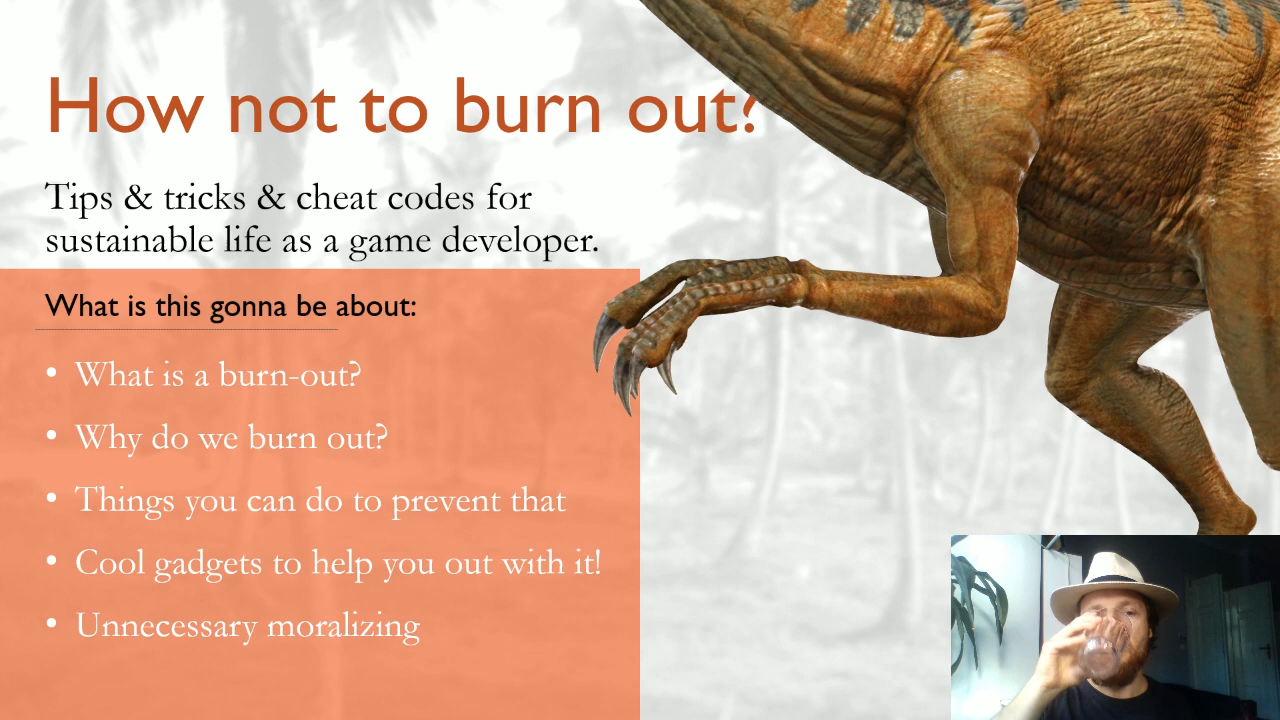 How not to burn out?
Tips & tricks & cheat codes for
sustainable life as a game developer.
What is this gonna be about:
• What is a burn-out?
• Why do we burn out?
• Things you can do to prevent that
• Cool gadgets to help you out with it!
• Unnecessary moralizing